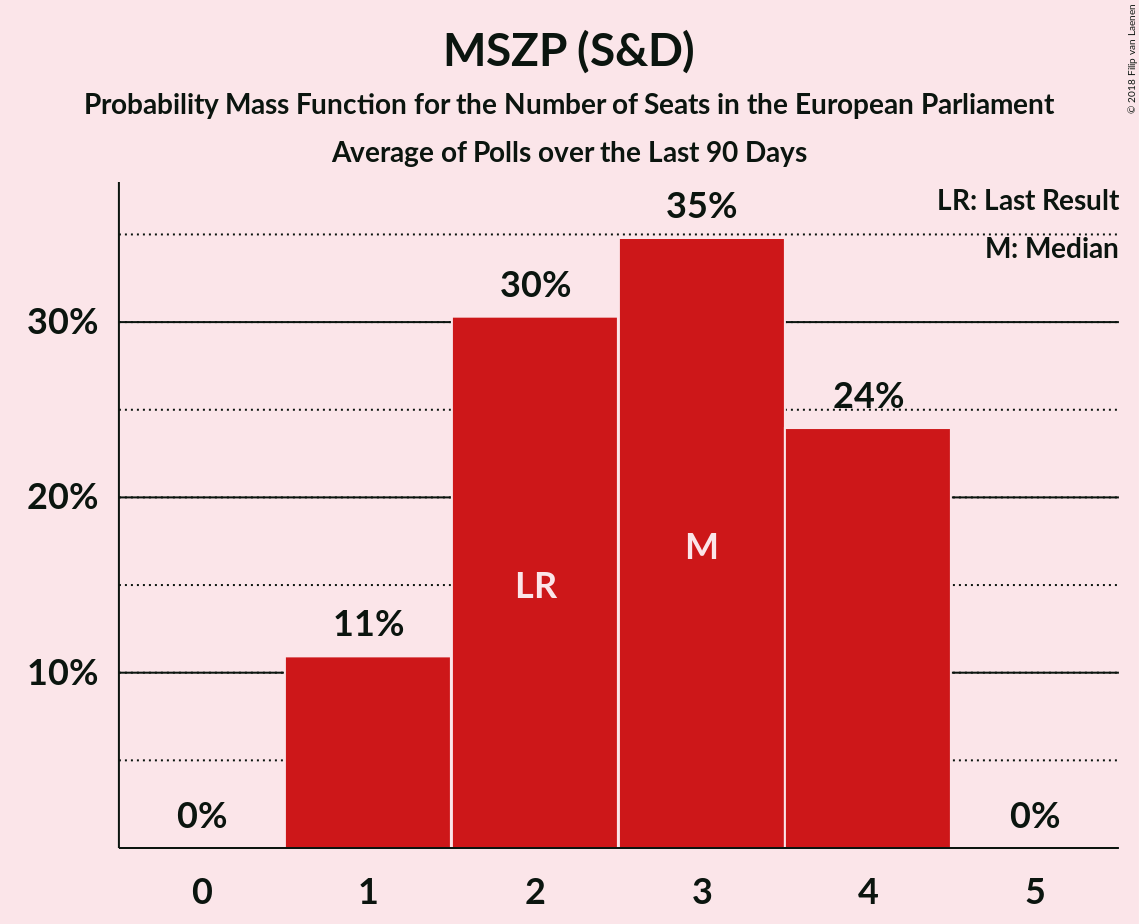 MSZP (S&D)
Probability Mass Function for the Number of Seats in the European Parliament
Average of Polls over the Last 90 Days
© 2018 Filip van Laenen
LR: Last Result
M: Median
35%
30%
30%
24%
20%
M
LR
11%
10%
0%
0%
0 1 2 3 4 5